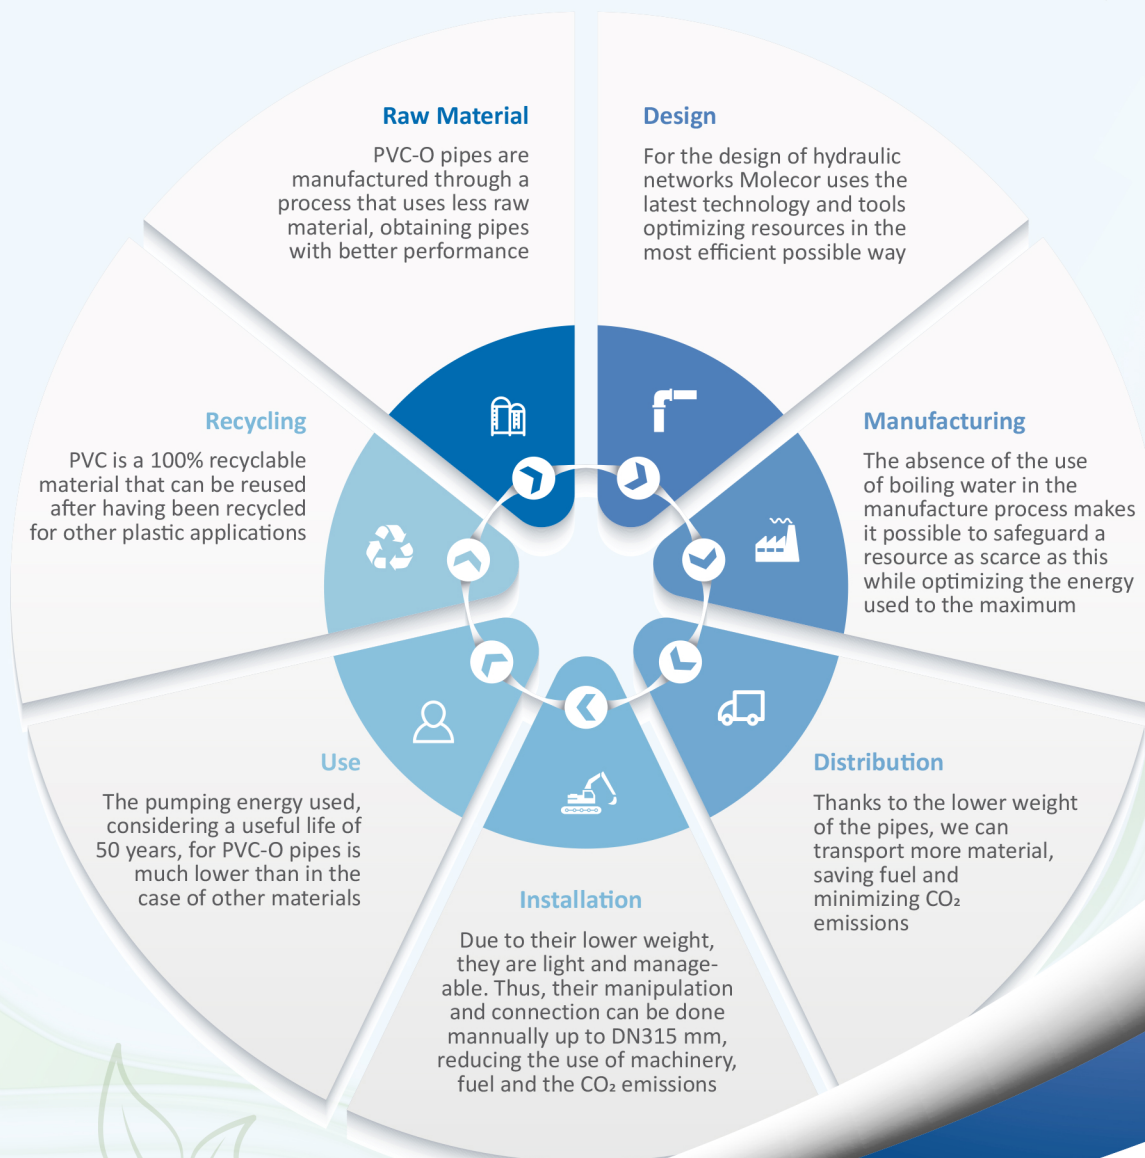 Raw Material
PVC-O pipes are
manufactured through a
process that uses less raw
material, obtaining pipes
with better performance
Design
For the design of hydraulic
networks Molecor uses the
latest technology and tools
optimizing resources in the
most efficient possible way
Manufacturing
The absence of the use
of boiling water in the
manufacture process makes
it possible to safeguard a
resource as scarce as this
while optimizing the energy
used to the maximum
Distribution
Thanks to the lower weight
of the pipes, we can
transport more material,
saving fuel and
minimizing CO₂
emissions
Installation
Due to their lower weight,
they are light and manage-
able. Thus, their manipulation
and connection can be done
mannually up to DN315 mm,
reducing the use of machinery,
fuel and the CO₂ emissions
Use
The pumping energy used,
considering a useful life of
50 years, for PVC-O pipes is
much lower than in the
case of other materials
Recycling
PVC is a 100% recyclable
material that can be reused
after having been recycled
for other plastic applications